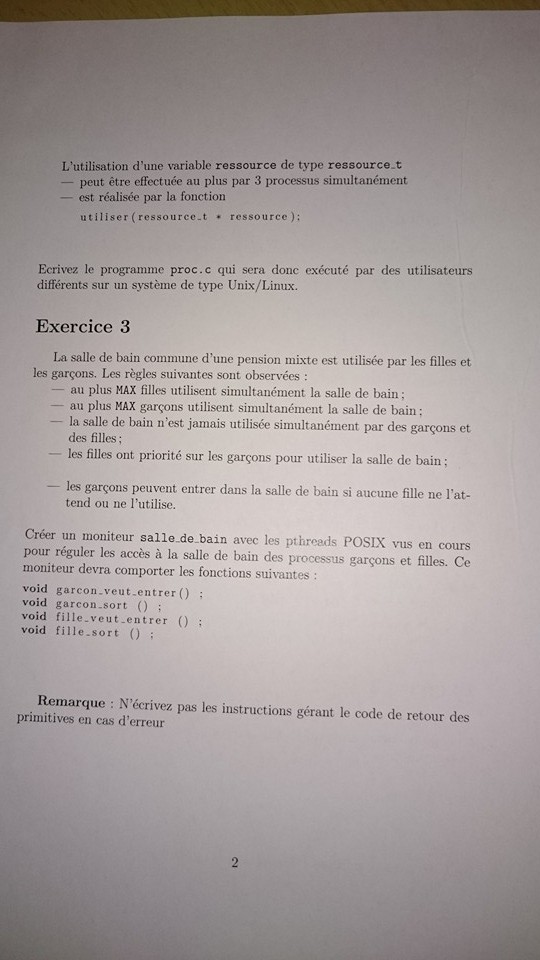 L'utilisation d'une variable ressource de type ressource_t
— peut être effectuée au plus par 3 processus simultanément
— est réalisée par la fonction
utiliser(ressource_t * ressource);
Ecrivez le programme proc.c qui sera donc exécuté par des utilisateurs
différents sur un système de type Unix/Linux.
Exercice 3
La salle de bain commune d'une pension mixte est utilisée par les filles et
les garçons. Les règles suivantes sont observées :
— au plus MAX filles utilisent simultanément la salle de bain ;
— au plus MAX garçons utilisent simultanément la salle de bain ;
— la salle de bain n'est jamais utilisée simultanément par des garçons et
des filles ;
— les filles ont priorité sur les garçons pour utiliser la salle de bain ;
— les garçons peuvent entrer dans la salle de bain si aucune fille ne l'at-
tend ou ne l'utilise.
Créer un moniteur salle_de_bain avec les pthreads POSIX vus en cours
pour réguler les accès à la salle de bain des processus garçons et filles. Ce
moniteur devra comporter les fonctions suivantes :
void garcon_veut_entrer() ;
void garcon_sort () ;
void fille_veut_entrer () ;
void fille_sort () ;
Remarque : N'écrivez pas les instructions gérant le code de retour des
primitives en cas d'erreur
2